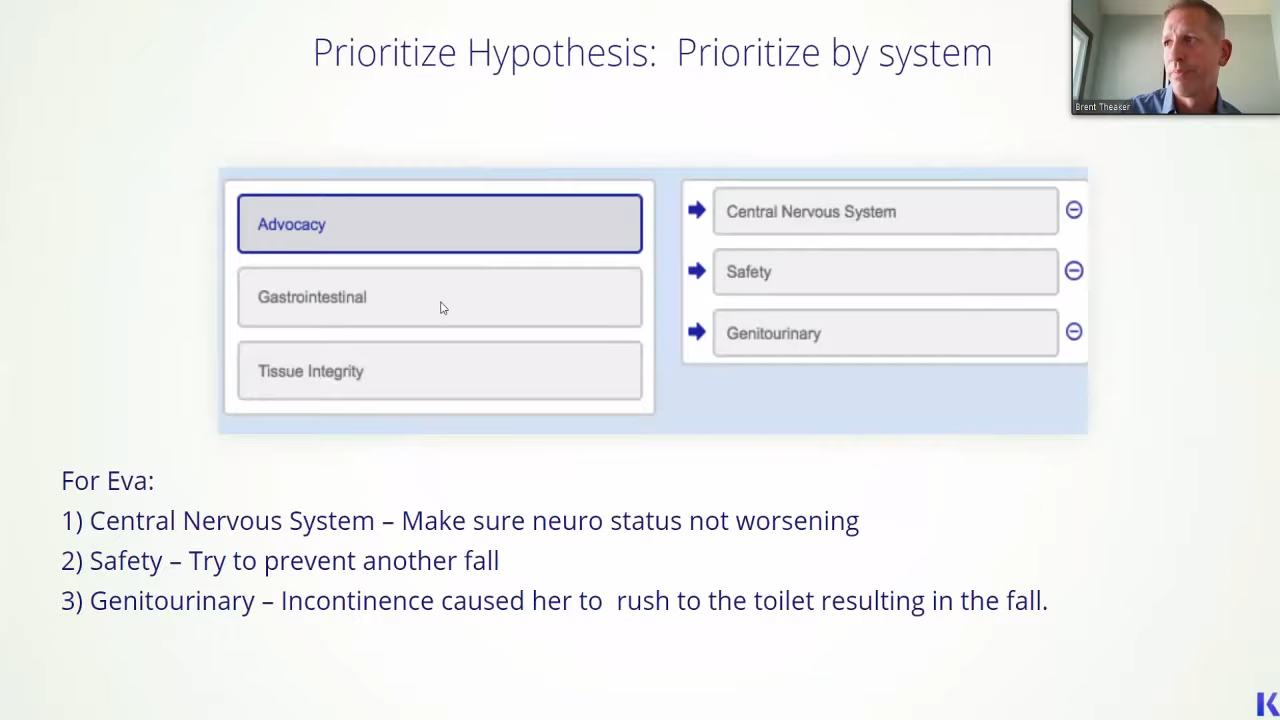 Prioritize Hypothesis: Prioritize by system
Brent Theaker
Advocacy
Gastrointestinal
Tissue Integrity
Central Nervous System
Safety
Genitourinary
For Eva:
1) Central Nervous System – Make sure neuro status not worsening
2) Safety – Try to prevent another fall
3) Genitourinary – Incontinence caused her to rush to the toilet resulting in the fall.
K